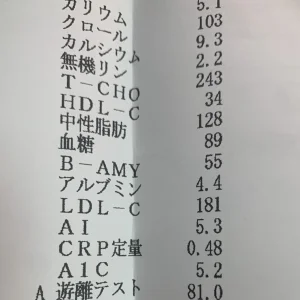 カリウム 5.1
クロール 103
カルシウム 9.3
無機リン 2.2
T-CHO 243
HDL-C 34
中性脂肪 128
血糖 89
B-AMY 55
アルブミン 4.4
LDL-C 181
AI 5.3
CRP定量 0.48
A1C 5.2
A 遊離テスト 81.0